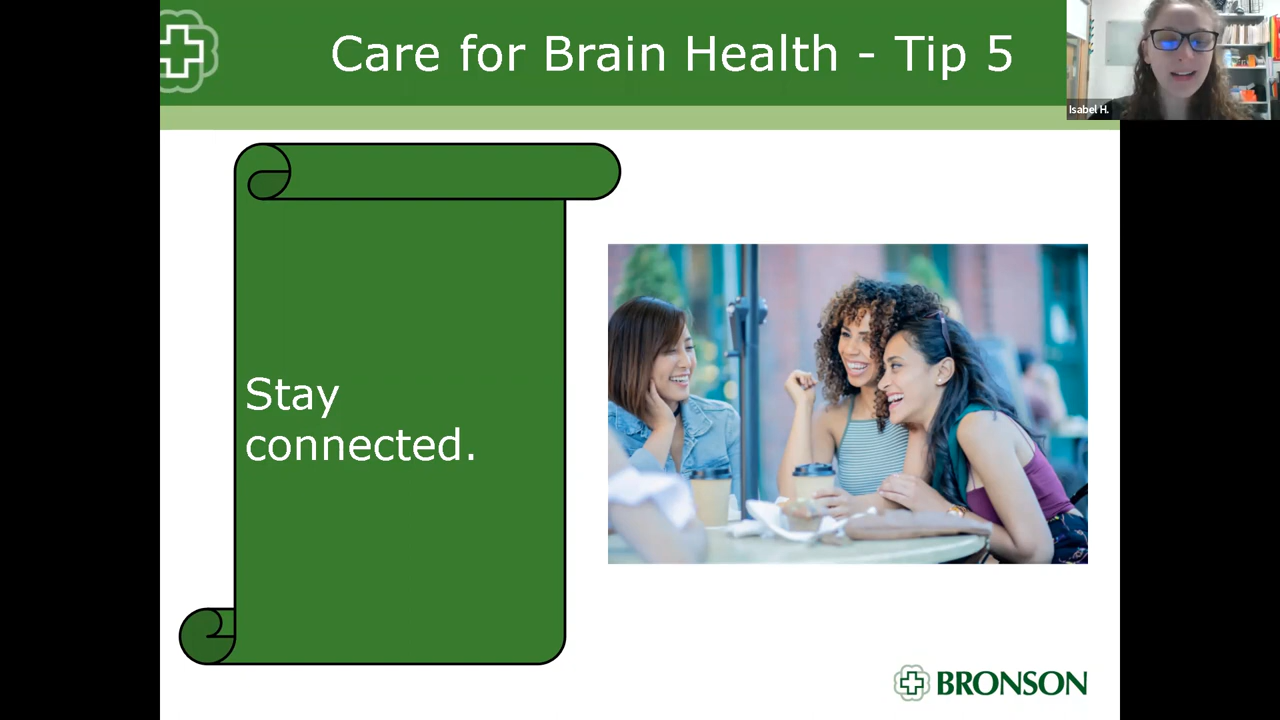 Care for Brain Health - Tip 5
Isabel H.
Stay
connected.
BRONSON